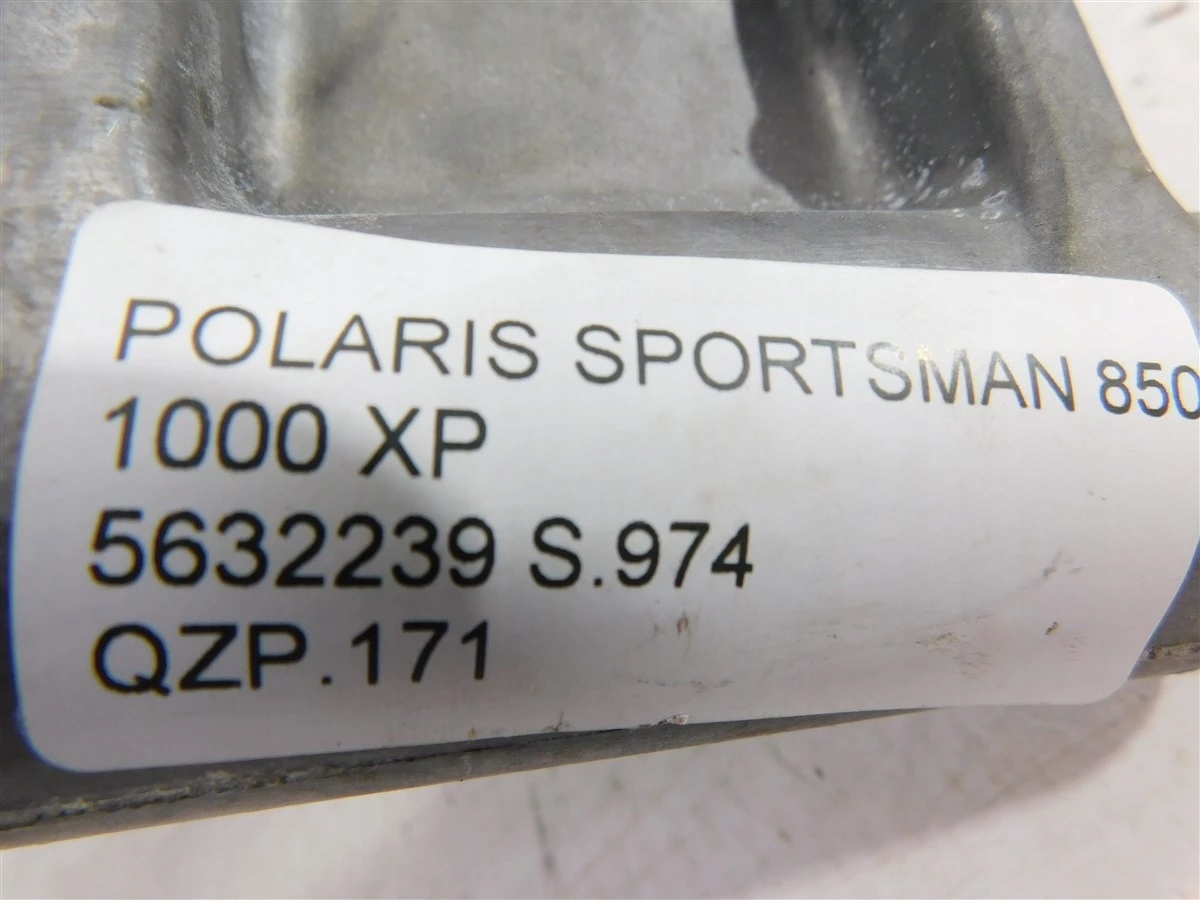 POLARIS SPORTSMAN 850
1000 XP
5632239 S.974
QZP.171